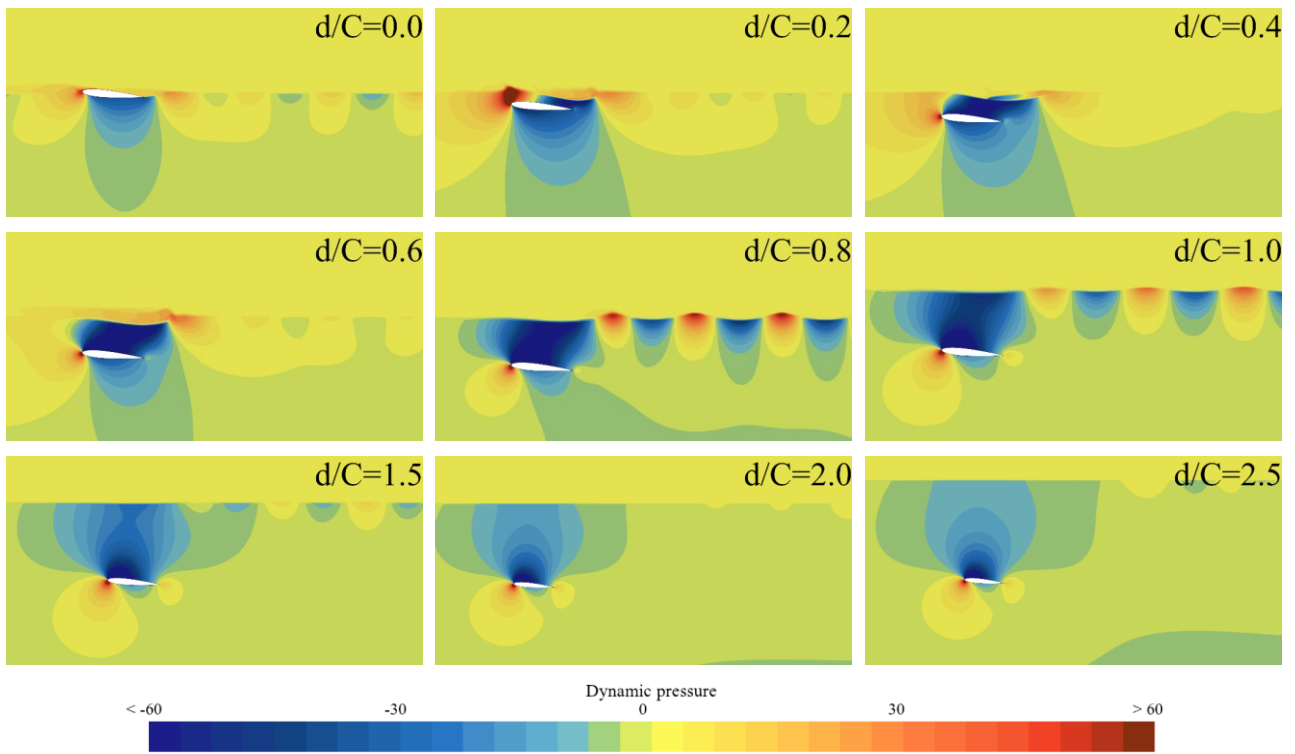 d/C=0.0
d/C=0.2
d/C=0.4
d/C=0.6
d/C=0.8
d/C=1.0
d/C=1.5
d/C=2.0
d/C=2.5
Dynamic pressure
< -60 -30 0 30 > 60